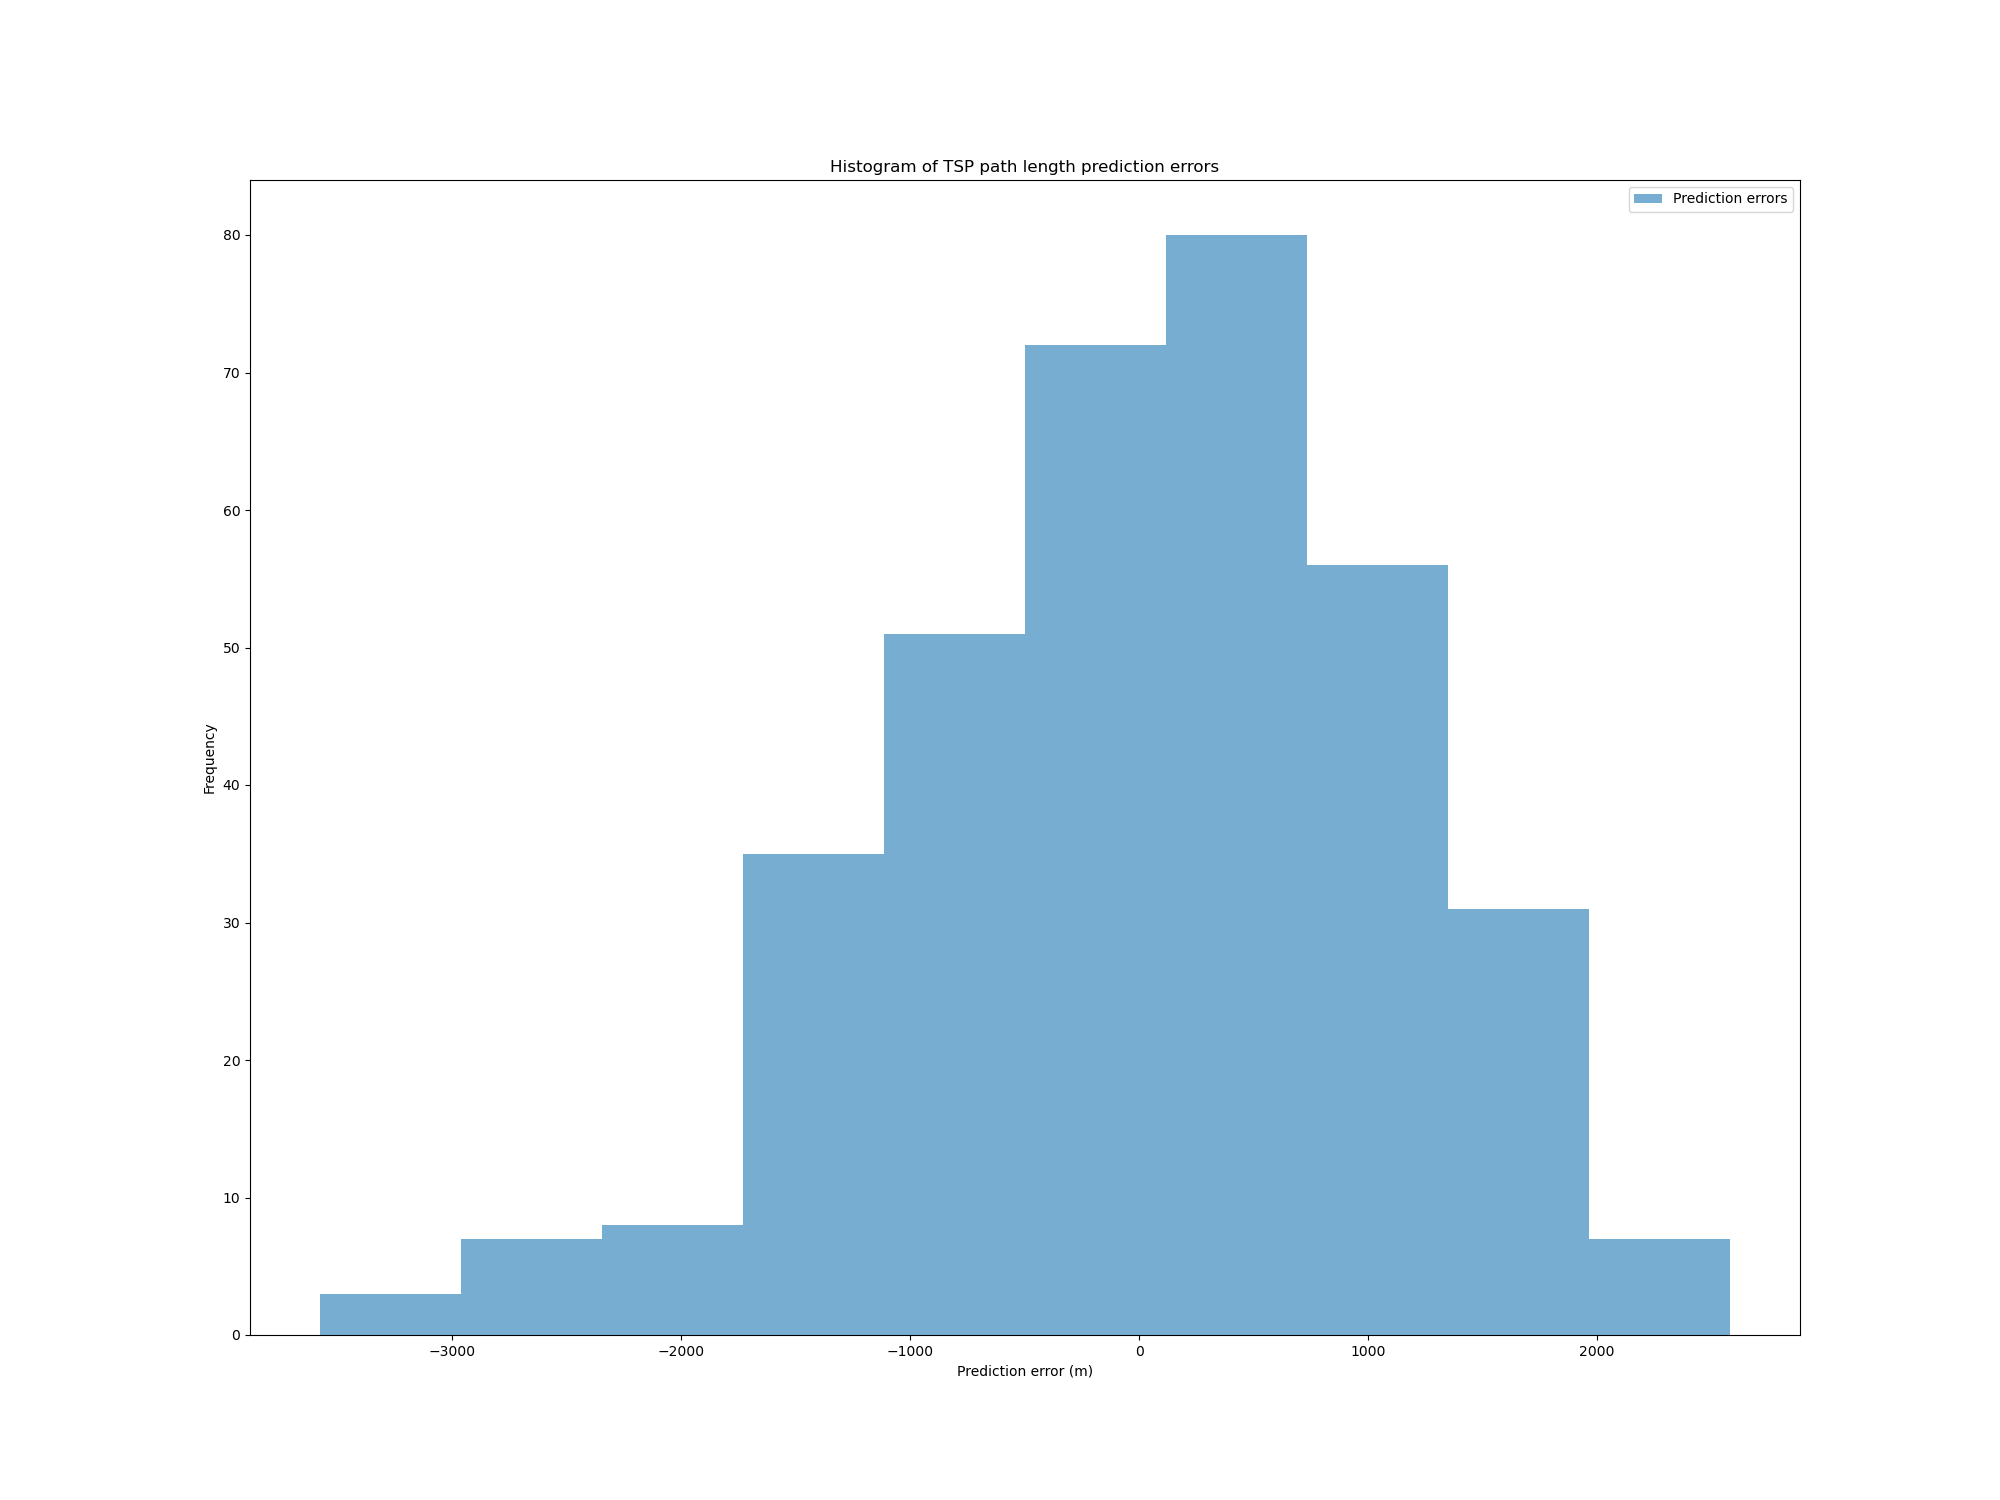 Histogram of TSP path length prediction errors
Prediction errors
80
70
60
50
40
30
20
10
0
Frequency
−3000 −2000 −1000 0 1000 2000
Prediction error (m)